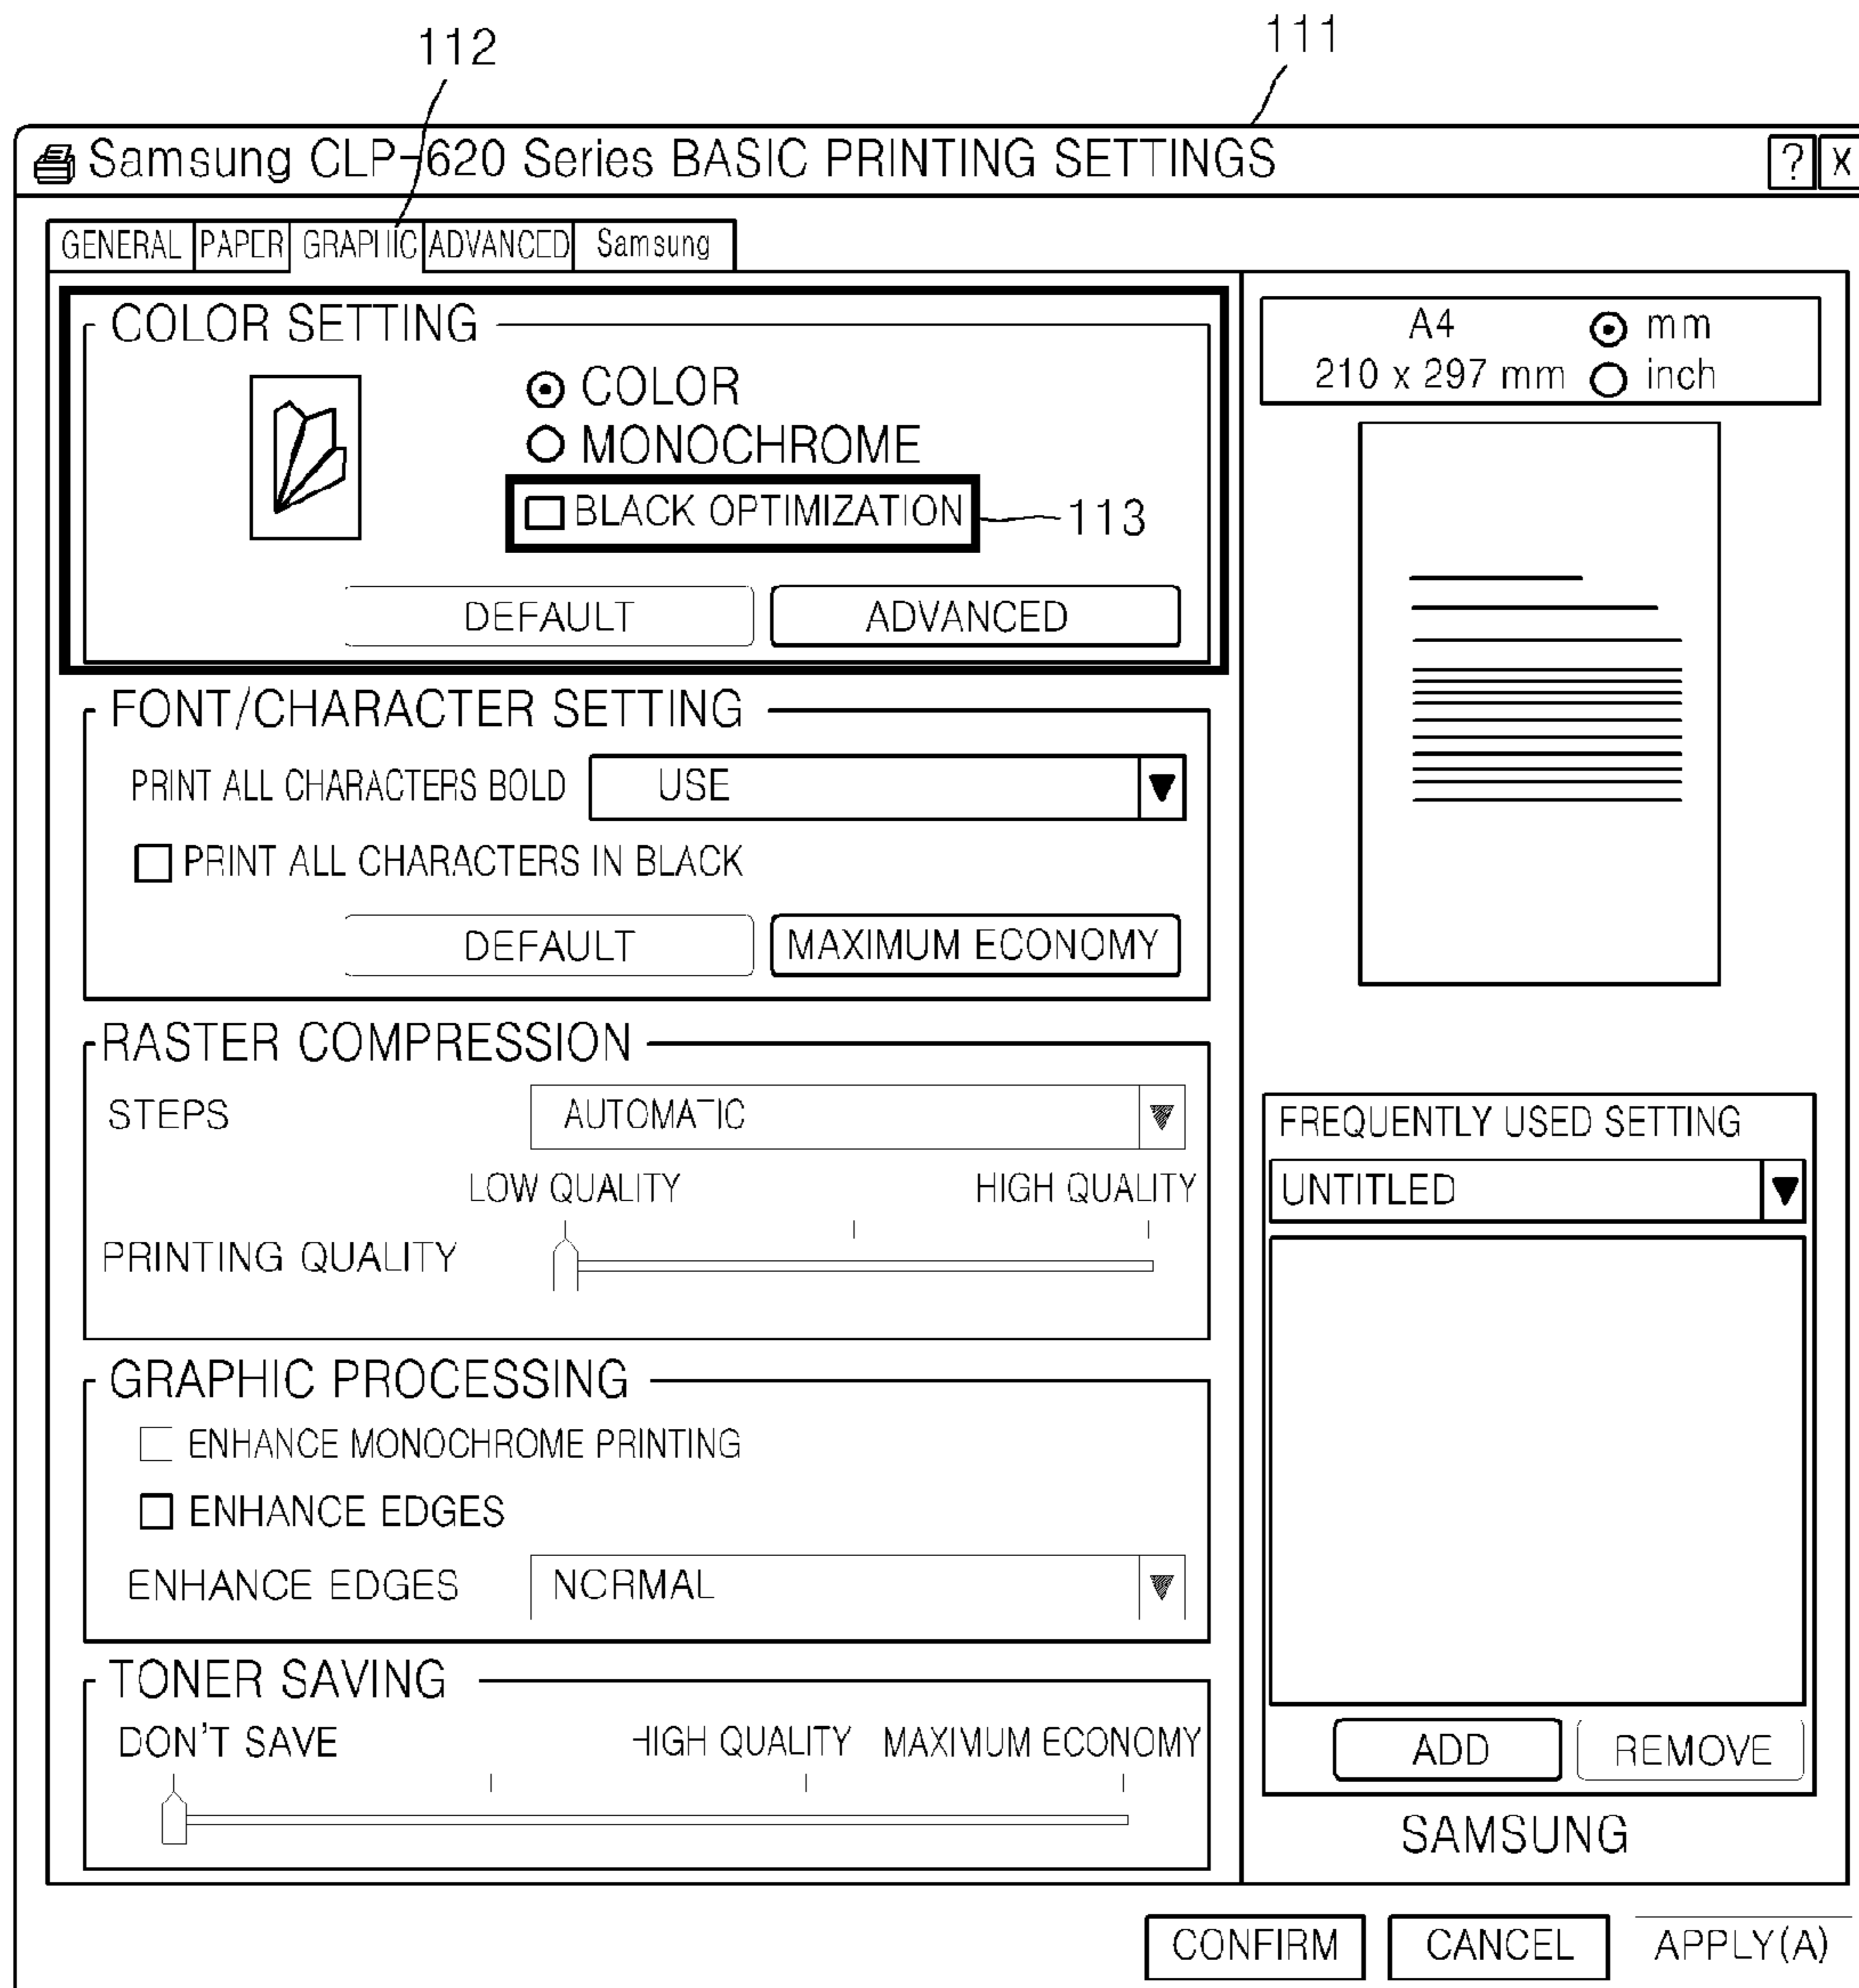 112
111
Samsung CLP-620 Series BASIC PRINTING SETTINGS ? X
GENERAL PAPER GRAPHIC ADVANCED Samsung
COLOR SETTING
COLOR
MONOCHROME
BLACK OPTIMIZATION
113
DEFAULT ADVANCED
A4 mm
210 x 297 mm inch
FONT/CHARACTER SETTING
PRINT ALL CHARACTERS BOLD USE
PRINT ALL CHARACTERS IN BLACK
DEFAULT MAXIMUM ECONOMY
RASTER COMPRESSION
STEPS AUTOMATIC
LOW QUALITY HIGH QUALITY
PRINTING QUALITY
GRAPHIC PROCESSING
ENHANCE MONOCHROME PRINTING
ENHANCE EDGES
ENHANCE EDGES NORMAL
TONER SAVING
DON'T SAVE HIGH QUALITY MAXIMUM ECONOMY
FREQUENTLY USED SETTING
UNTITLED
ADD REMOVE
SAMSUNG
CONFIRM CANCEL APPLY(A)